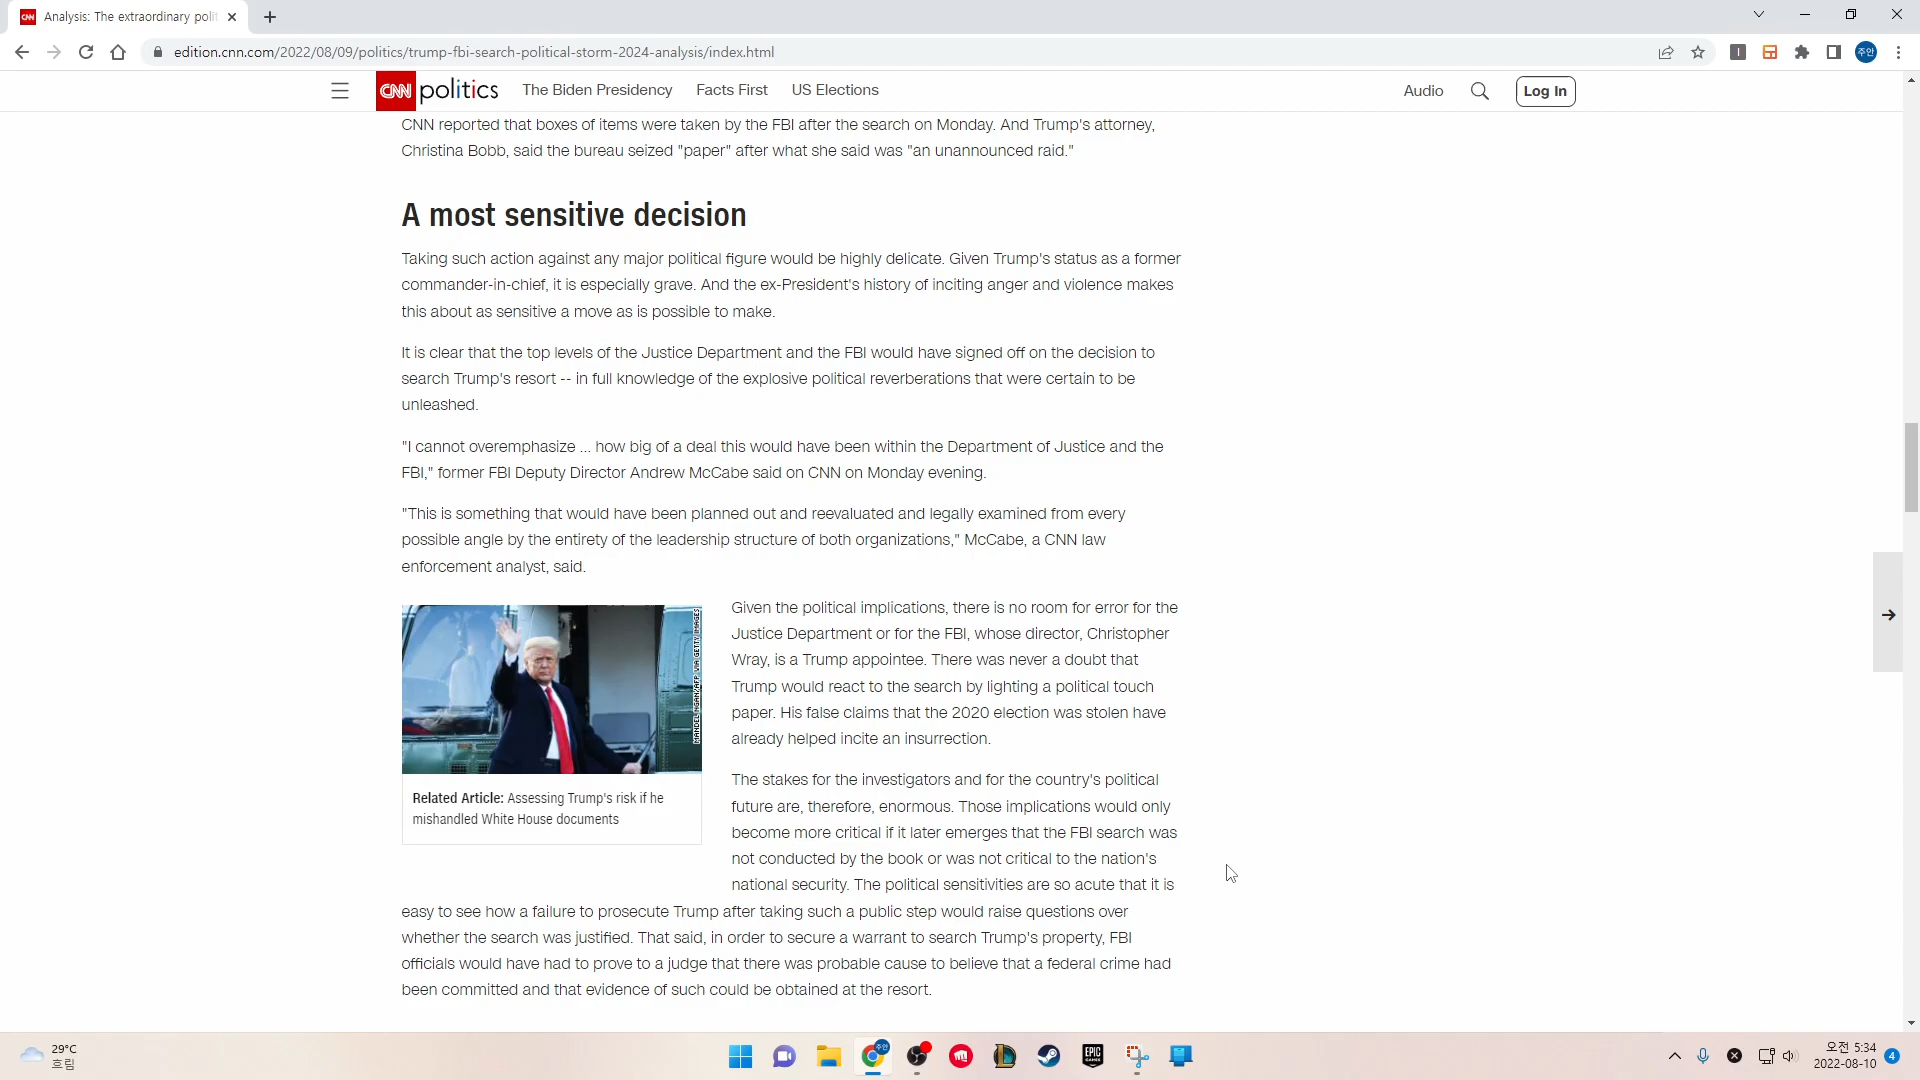 Analysis: The extraordinary polit
edition.cnn.com/2022/08/09/politics/trump-fbi-search-political-storm-2024-analysis/index.html
주안
CNN politics
The Biden Presidency
Facts First
US Elections
Audio
Log In
CNN reported that boxes of items were taken by the FBI after the search on Monday. And Trump's attorney,
Christina Bobb, said the bureau seized "paper" after what she said was "an unannounced raid."
A most sensitive decision
Taking such action against any major political figure would be highly delicate. Given Trump's status as a former
commander-in-chief, it is especially grave. And the ex-President's history of inciting anger and violence makes
this about as sensitive a move as is possible to make.
It is clear that the top levels of the Justice Department and the FBI would have signed off on the decision to
search Trump's resort -- in full knowledge of the explosive political reverberations that were certain to be
unleashed.
"I cannot overemphasize ... how big of a deal this would have been within the Department of Justice and the
FBI," former FBI Deputy Director Andrew McCabe said on CNN on Monday evening.
"This is something that would have been planned out and reevaluated and legally examined from every
possible angle by the entirety of the leadership structure of both organizations," McCabe, a CNN law
enforcement analyst, said.
MANDEL NGAN/AFP VIA GETTY IMAGES
Related Article: Assessing Trump's risk if he
mishandled White House documents
Given the political implications, there is no room for error for the
Justice Department or for the FBI, whose director, Christopher
Wray, is a Trump appointee. There was never a doubt that
Trump would react to the search by lighting a political touch
paper. His false claims that the 2020 election was stolen have
already helped incite an insurrection.
The stakes for the investigators and for the country's political
future are, therefore, enormous. Those implications would only
become more critical if it later emerges that the FBI search was
not conducted by the book or was not critical to the nation's
national security. The political sensitivities are so acute that it is
easy to see how a failure to prosecute Trump after taking such a public step would raise questions over
whether the search was justified. That said, in order to secure a warrant to search Trump's property, FBI
officials would have had to prove to a judge that there was probable cause to believe that a federal crime had
been committed and that evidence of such could be obtained at the resort.
29°C
흐림
주안
EPIC
GAMES
오전 5:34
2022-08-10
4